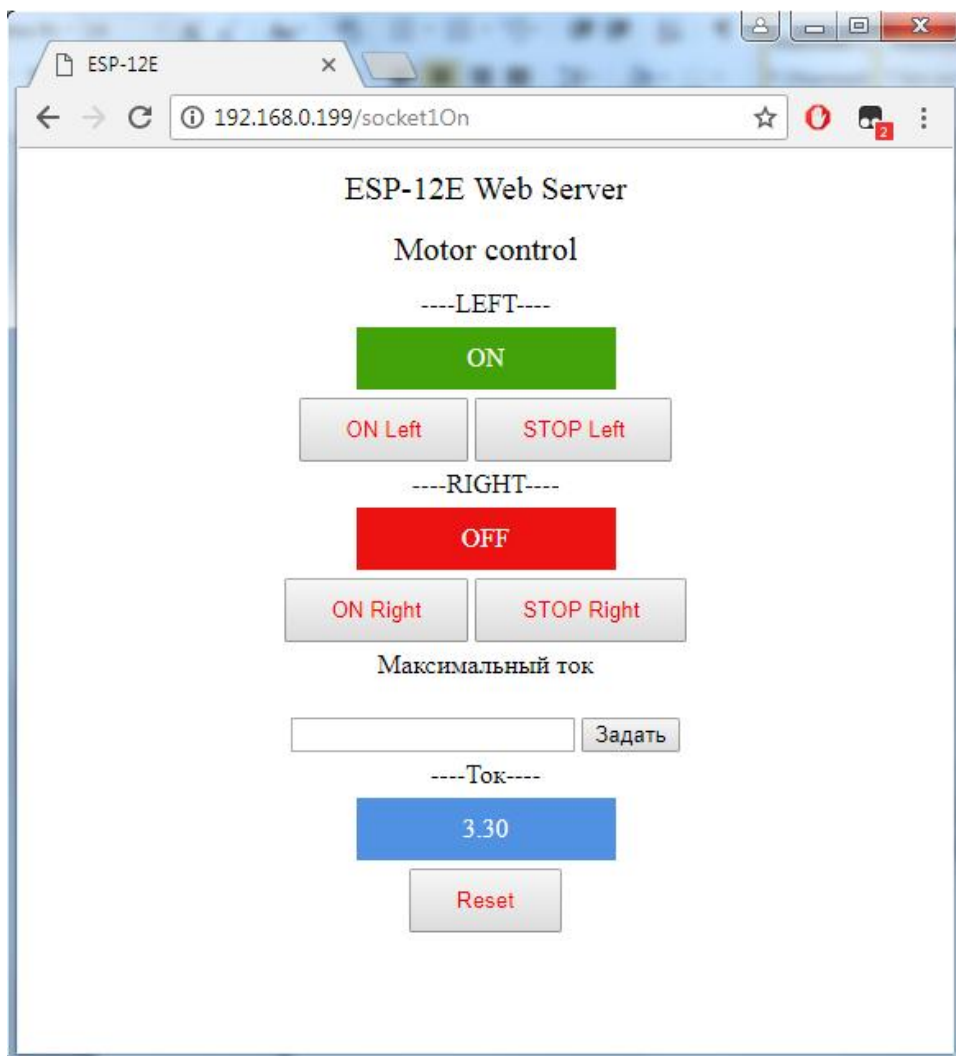 ESP-12E
192.168.0.199/socket1On
2
ESP-12E Web Server
Motor control
----LEFT----
ON
ON Left STOP Left
----RIGHT----
OFF
ON Right STOP Right
Максимальный ток
Задать
----Ток----
3.30
Reset